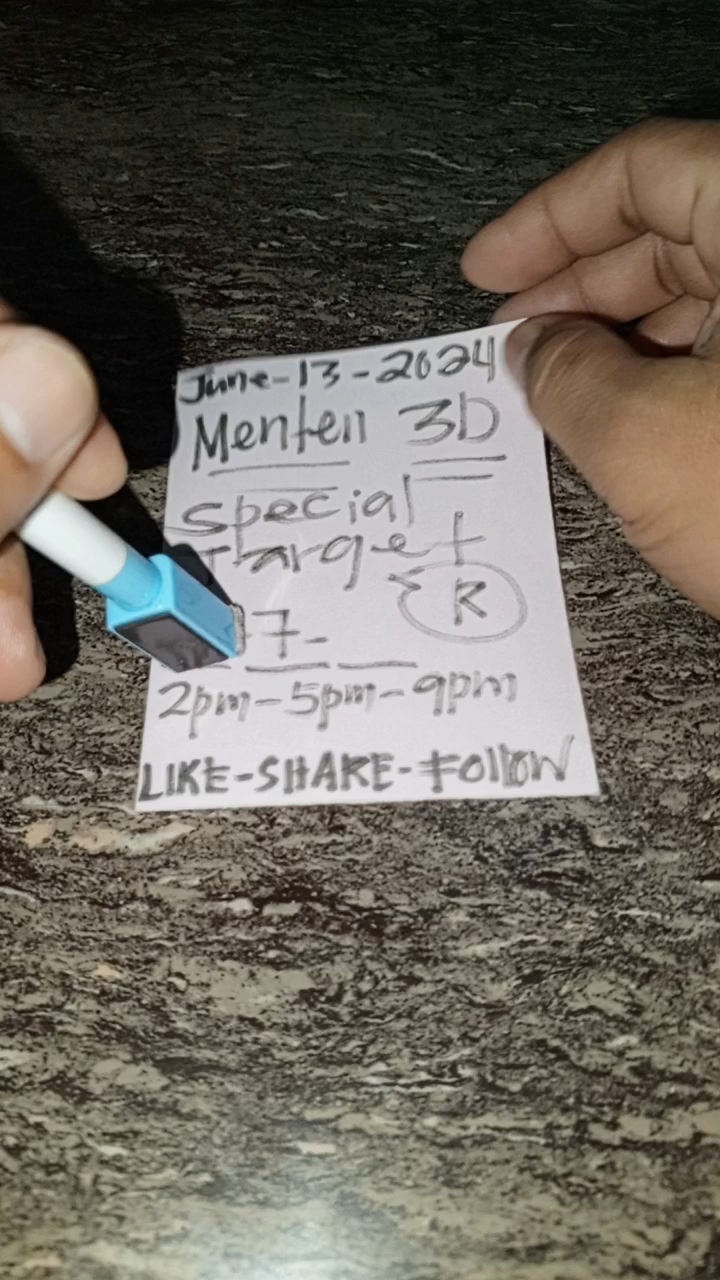 June-13-2024
Menten 3D
Special
Target
R
7-
2pm-5pm-9pm
LIKE-SHARE-Follow